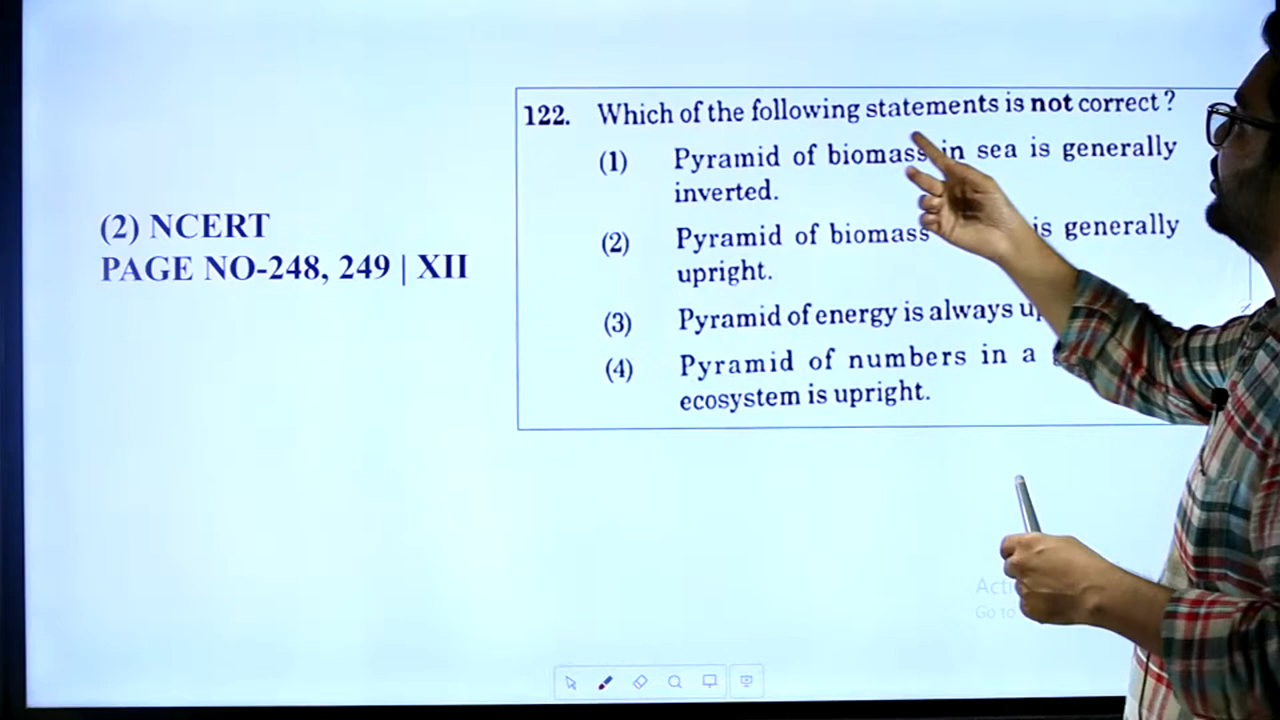 (2) NCERT
PAGE NO-248, 249 | XII
122. Which of the following statements is not correct?
(1) Pyramid of biomass in sea is generally
inverted.
(2) Pyramid of biomass is generally
upright.
(3) Pyramid of energy is always
(4) Pyramid of numbers in a
ecosystem is upright.
Go to